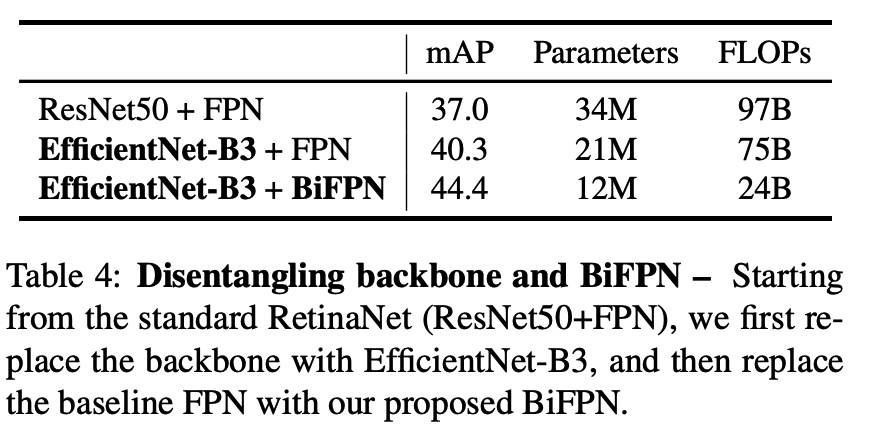 mAP Parameters FLOPs
ResNet50 + FPN 37.0 34M 97B
EfficientNet-B3 + FPN 40.3 21M 75B
EfficientNet-B3 + BiFPN 44.4 12M 24B
Table 4: Disentangling backbone and BiFPN – Starting
from the standard RetinaNet (ResNet50+FPN), we first re-
place the backbone with EfficientNet-B3, and then replace
the baseline FPN with our proposed BiFPN.